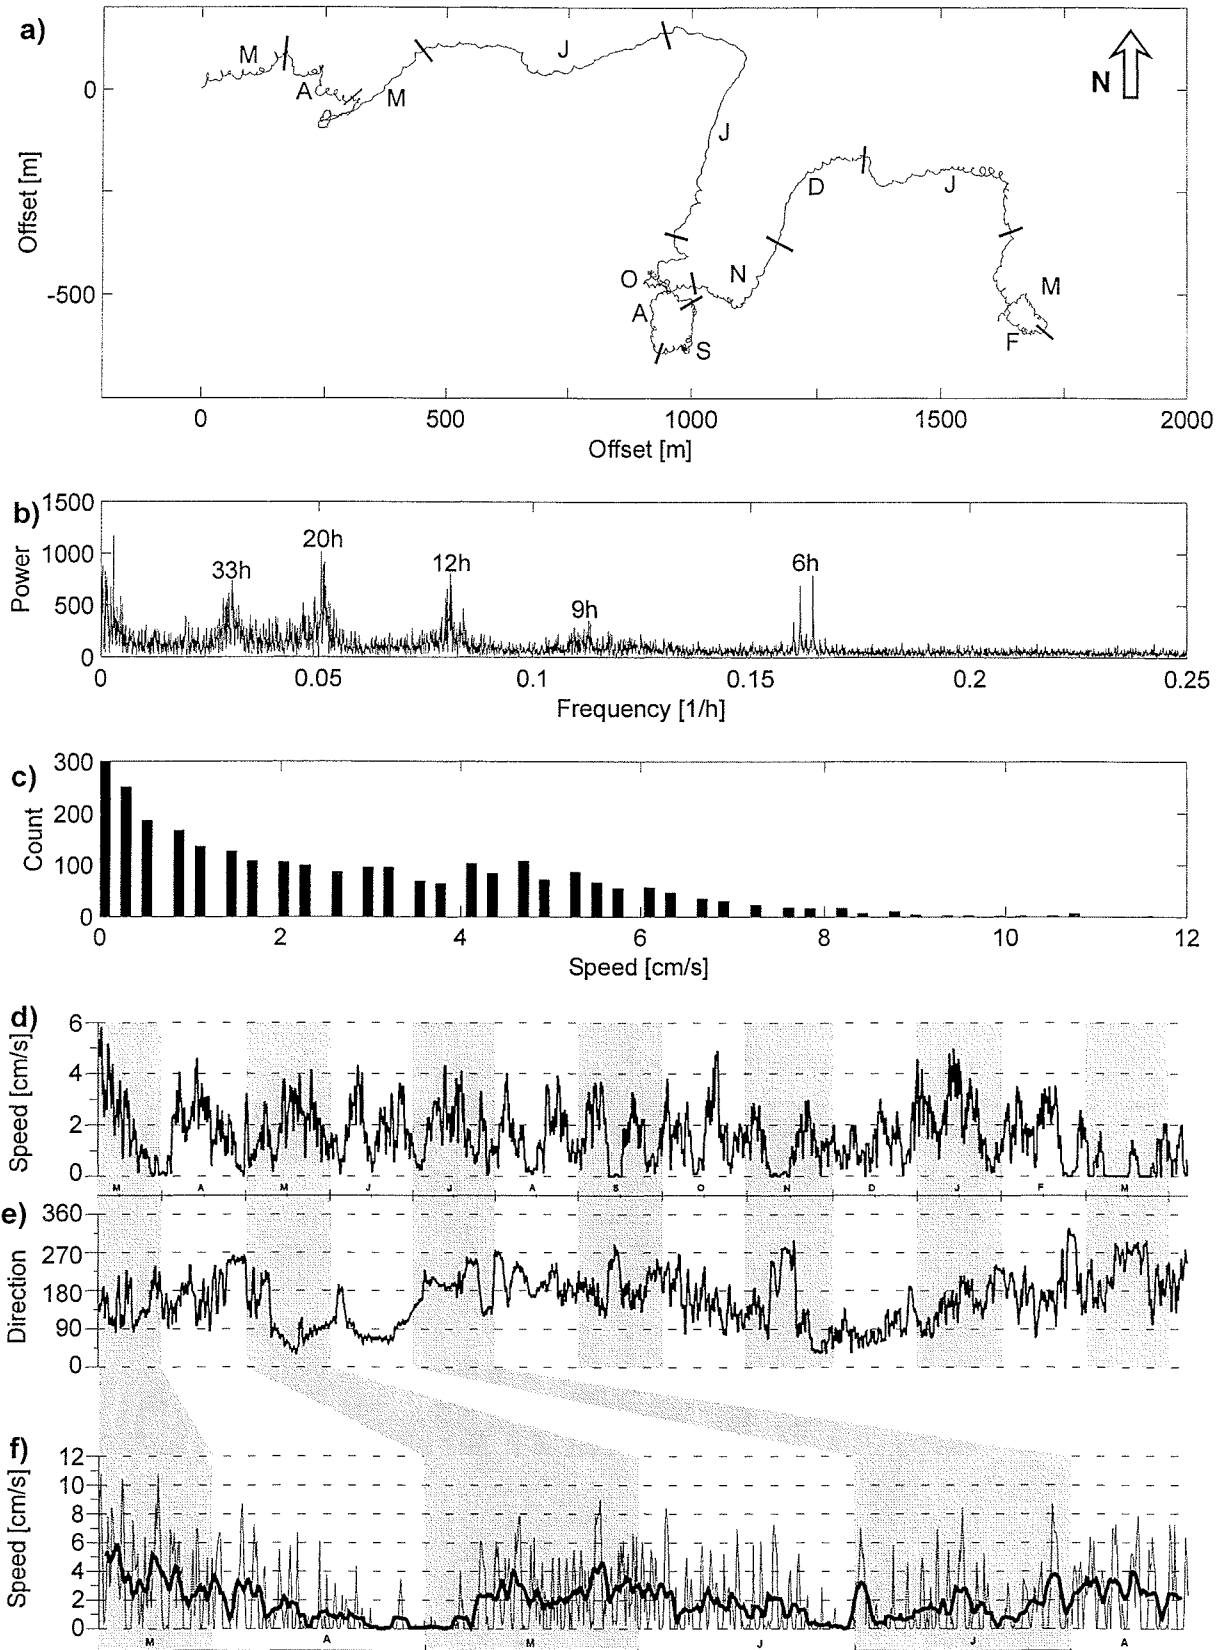 a)
M
A
M
J
J
O
A
S
N
D
J
F
M
N
0
-500
Offset [m]
0 500 1000 1500 2000
Offset [m]
b)
1500
1000
500
0
Power
33h 20h 12h 9h 6h
0 0.05 0.1 0.15 0.2 0.25
Frequency [1/h]
c)
300
200
100
0
Count
0 2 4 6 8 10 12
Speed [cm/s]
d)
6
4
2
0
Speed [cm/s]
M A M J J A S O N D J F M
e)
360
270
180
90
0
Direction
f)
12
10
8
6
4
2
0
Speed [cm/s]
M A M J J A